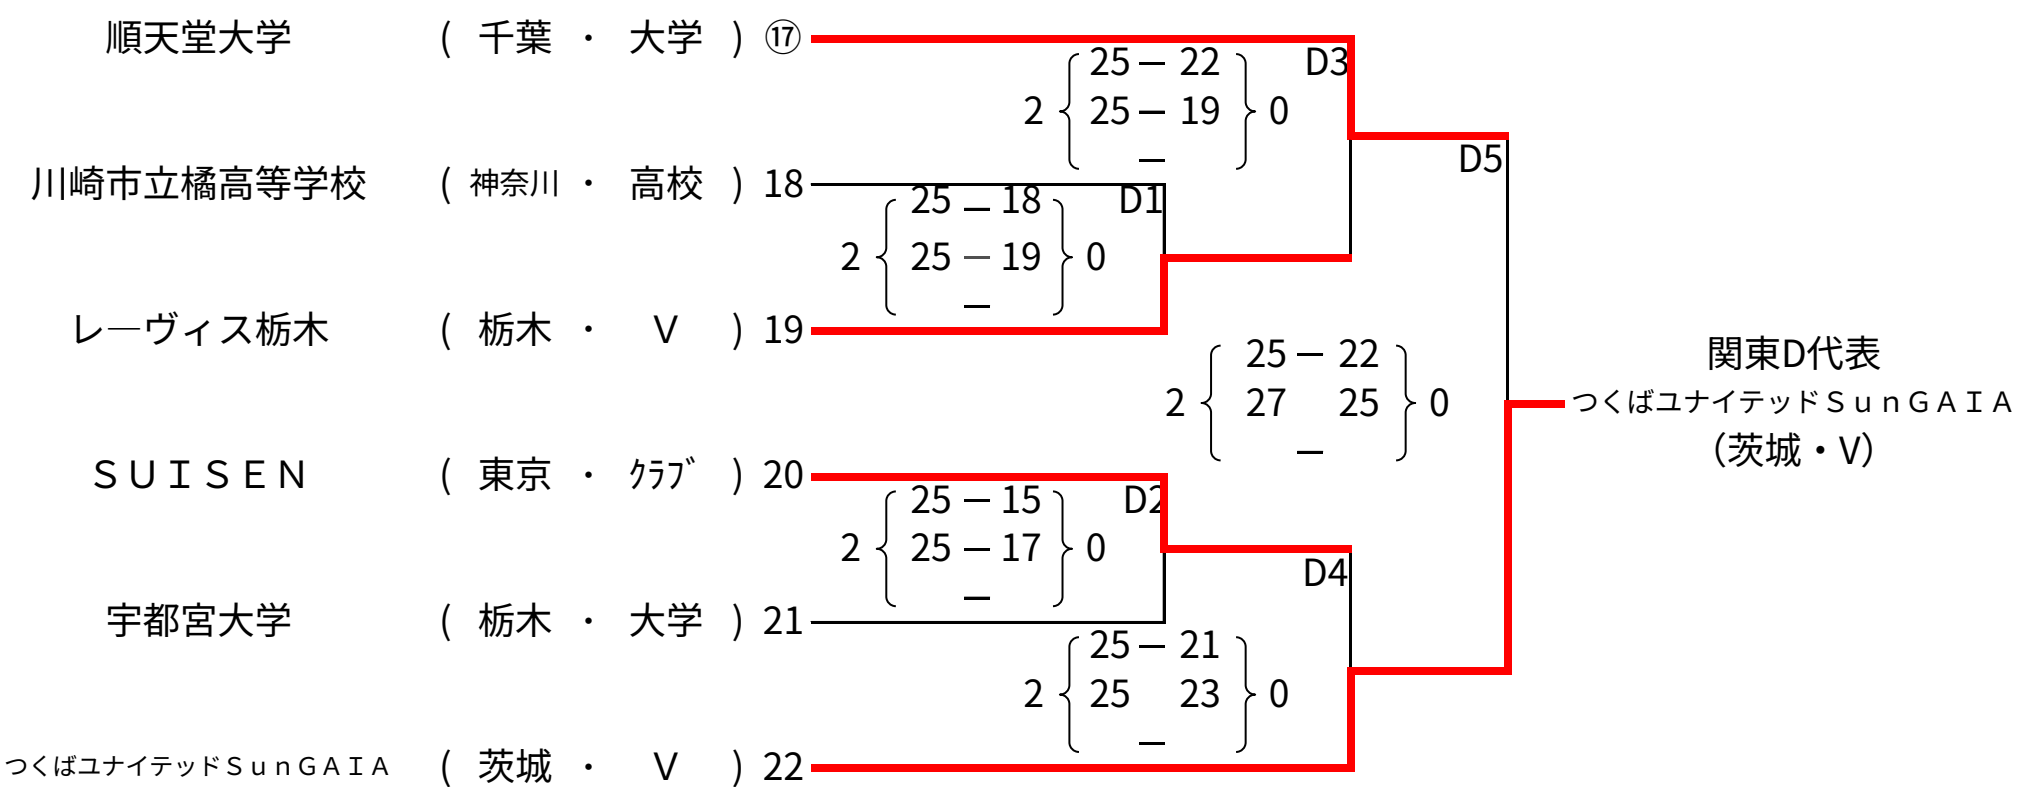 順天堂大学 ( 千葉 ・ 大学 ) ⑰
25 ― 22 D3
2 25 ― 19 0
―
D5
川崎市立橘高等学校 ( 神奈川 ・ 高校 ) 18
25 ― 18 D1
2 25 ― 19 0
―
レ―ヴィス栃木 ( 栃木 ・ V ) 19
25 ― 22
2 27 25 0
―
関東D代表
つくばユナイテッドＳｕｎＧＡＩＡ
（茨城・V）
ＳＵＩＳＥＮ ( 東京 ・ ｸﾗﾌﾞ ) 20
25 ― 15 D2
2 25 ― 17 0
―
D4
宇都宮大学 ( 栃木 ・ 大学 ) 21
25 ― 21
2 25 23 0
―
つくばユナイテッドＳｕｎＧＡＩＡ ( 茨城 ・ V ) 22